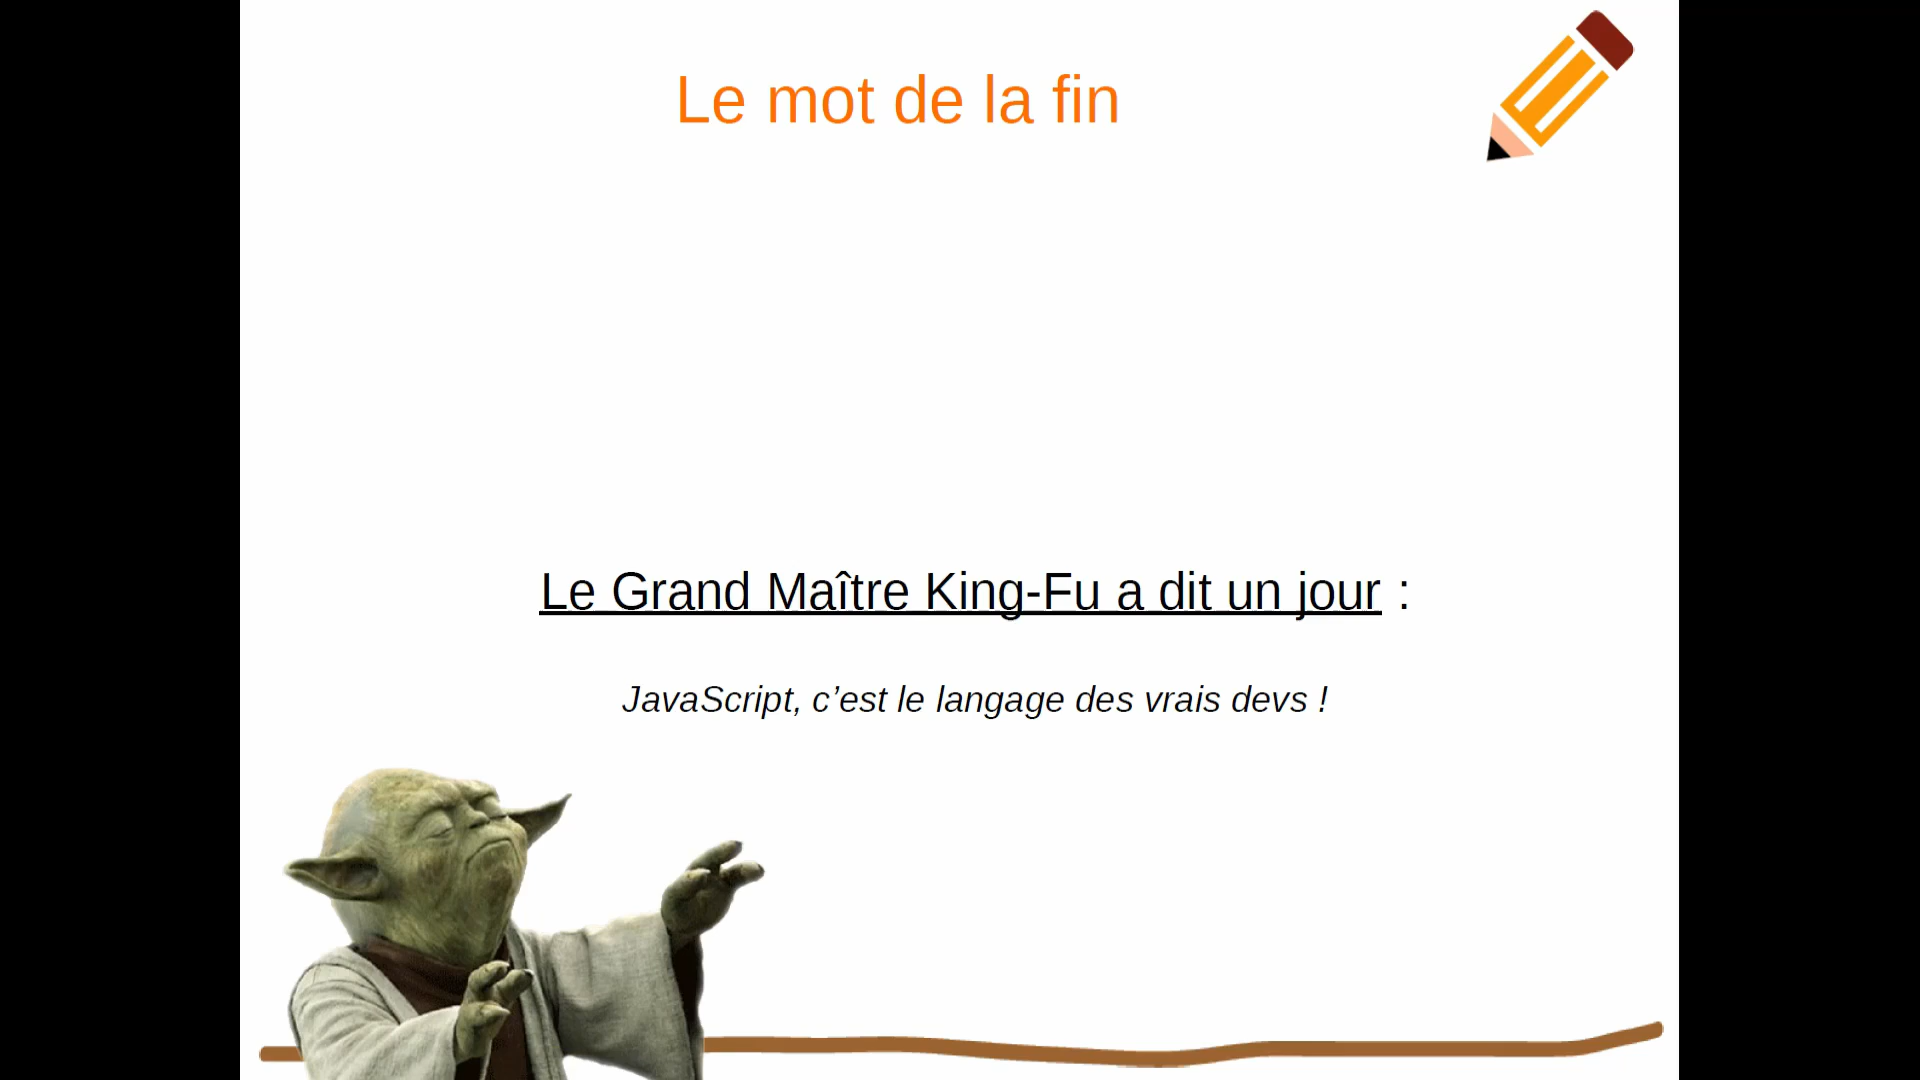 Le mot de la fin
Le Grand Maître King-Fu a dit un jour :
JavaScript, c’est le langage des vrais devs !